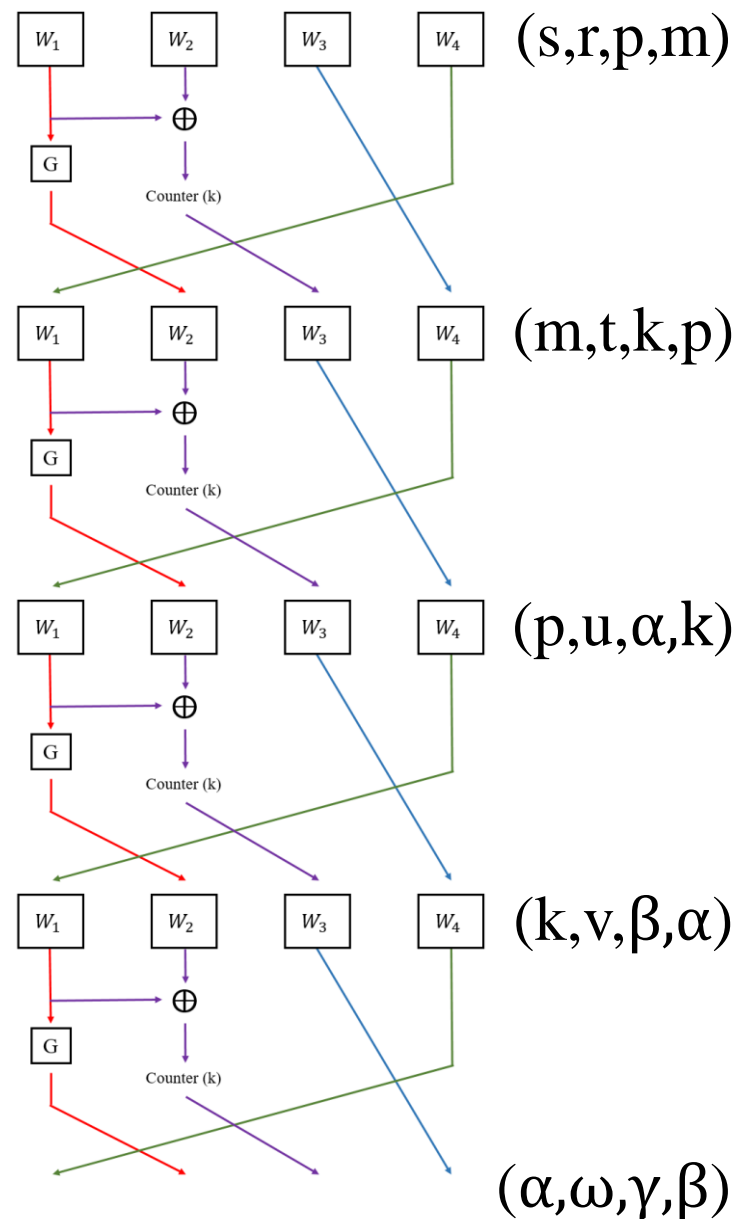 W₁ W₂ W₃ W₄ (s,r,p,m)
⊕
G
Counter (k)
W₁ W₂ W₃ W₄ (m,t,k,p)
⊕
G
Counter (k)
W₁ W₂ W₃ W₄ (p,u,α,k)
⊕
G
Counter (k)
W₁ W₂ W₃ W₄ (k,v,β,α)
⊕
G
Counter (k)
(α,ω,γ,β)